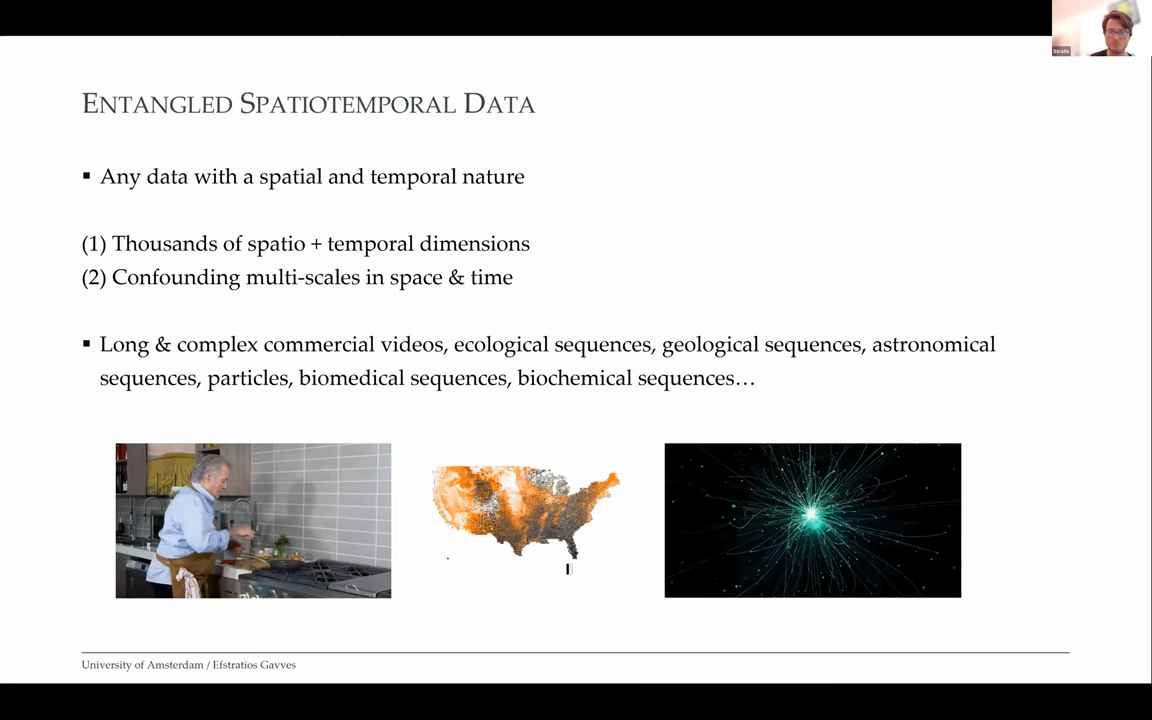 Stratis
ENTANGLED SPATIOTEMPORAL DATA
▪ Any data with a spatial and temporal nature
(1) Thousands of spatio + temporal dimensions
(2) Confounding multi-scales in space & time
▪ Long & complex commercial videos, ecological sequences, geological sequences, astronomical
sequences, particles, biomedical sequences, biochemical sequences…
University of Amsterdam / Efstratios Gavves